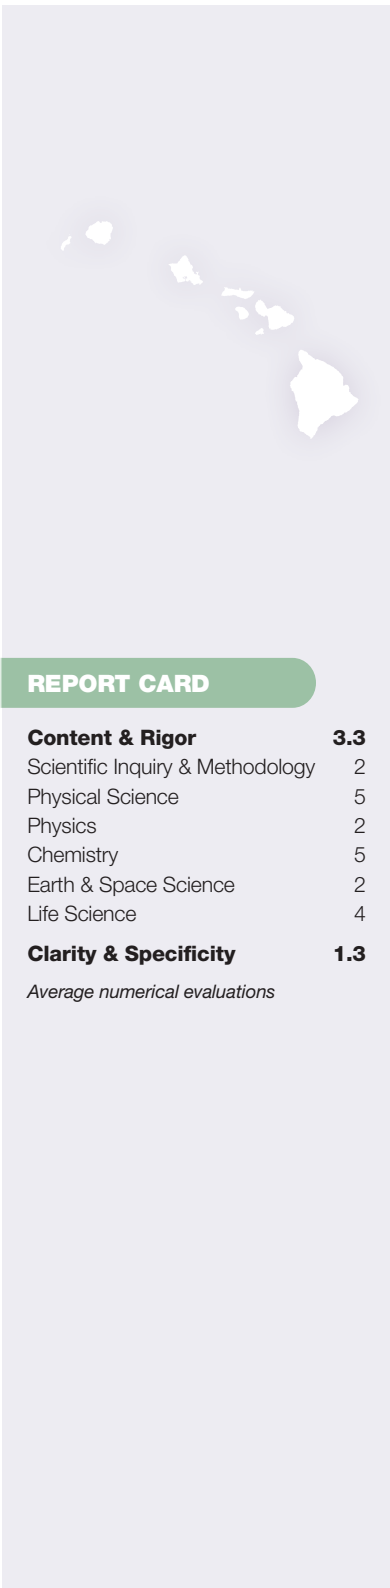 REPORT CARD
Content & Rigor 3.3
Scientific Inquiry & Methodology 2
Physical Science 5
Physics 2
Chemistry 5
Earth & Space Science 2
Life Science 4
Clarity & Specificity 1.3
Average numerical evaluations